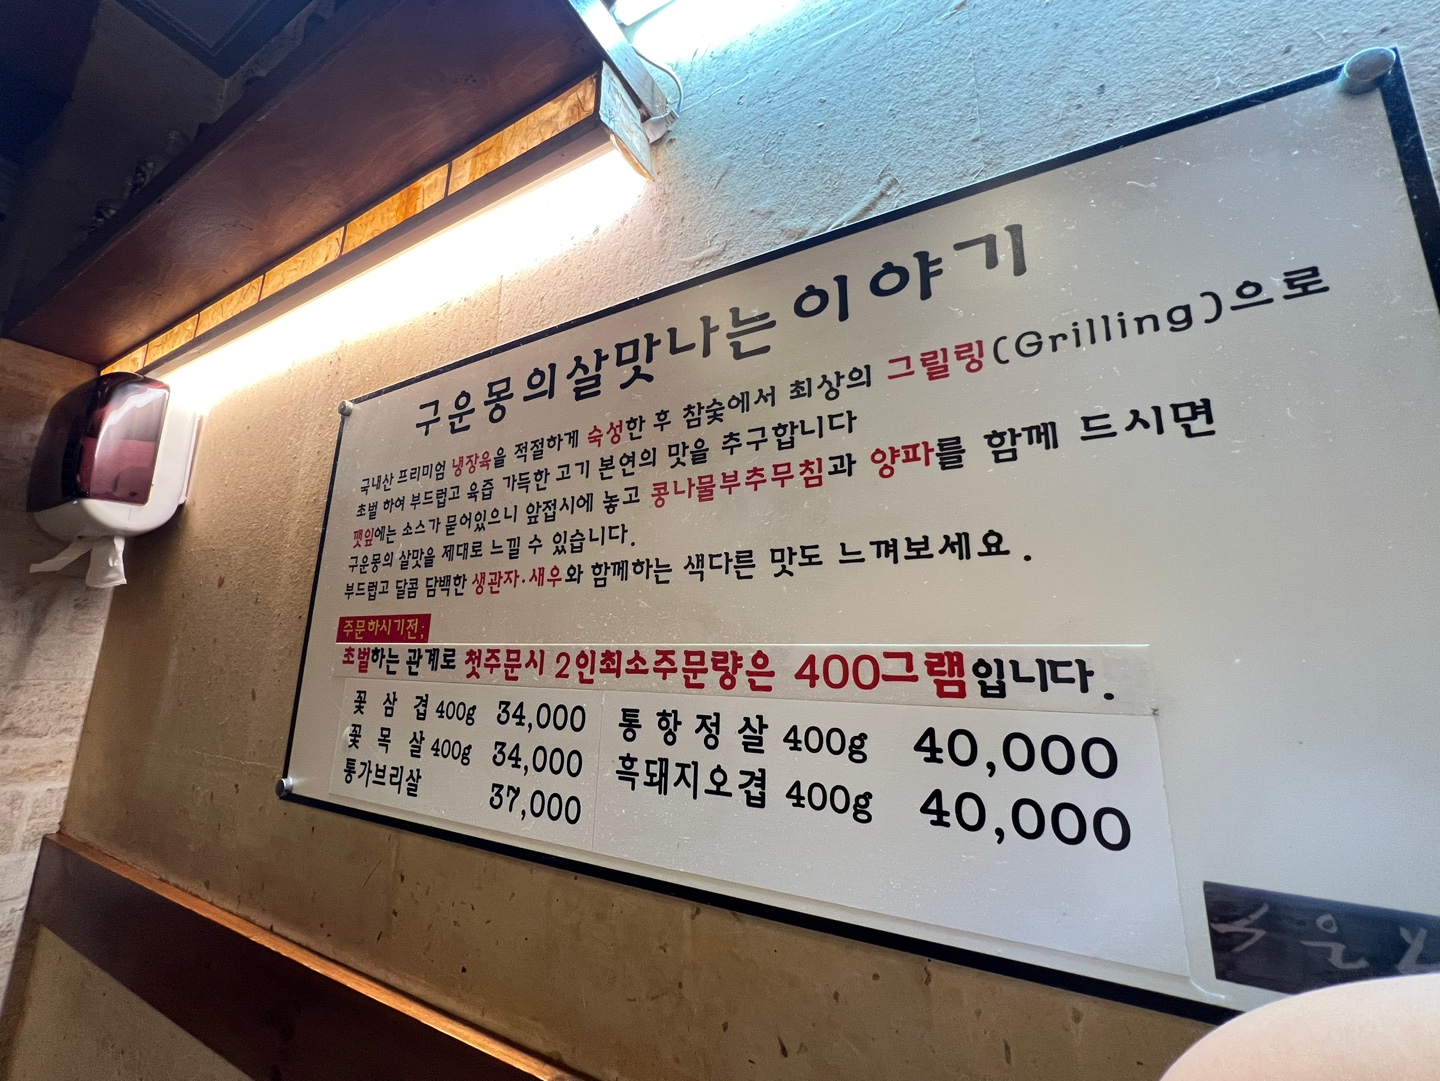 구운몽의살맛나는이야기
국내산 프리미엄 냉장육을 적절하게 숙성한 후 참숯에서 최상의 그릴링(Grilling)으로
초벌 하여 부드럽고 육즙 가득한 고기 본연의 맛을 추구합니다
깻잎에는 소스가 묻어있으니 앞접시에 놓고 콩나물부추무침과 양파를 함께 드시면
구운몽의 살맛을 제대로 느낄 수 있습니다.
부드럽고 달콤 담백한 생관자·새우와 함께하는 색다른 맛도 느껴보세요.
주문하시기전;
초벌하는 관계로 첫주문시 2인최소주문량은 400그램입니다.
꽃 삼 겹 400g 34,000
꽃 목 살 400g 34,000
통가브리살 37,000
통 항 정 살 400g 40,000
흑돼지오겹 400g 40,000